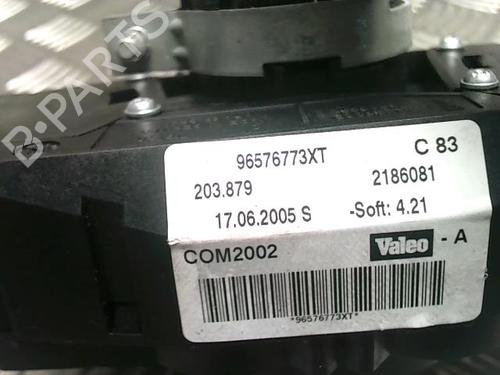 B-PARTS
96576773XT C 83
203.879 2186081
17.06.2005 S -Soft: 4.21
COM2002 Valeo - A
*96576773XT*